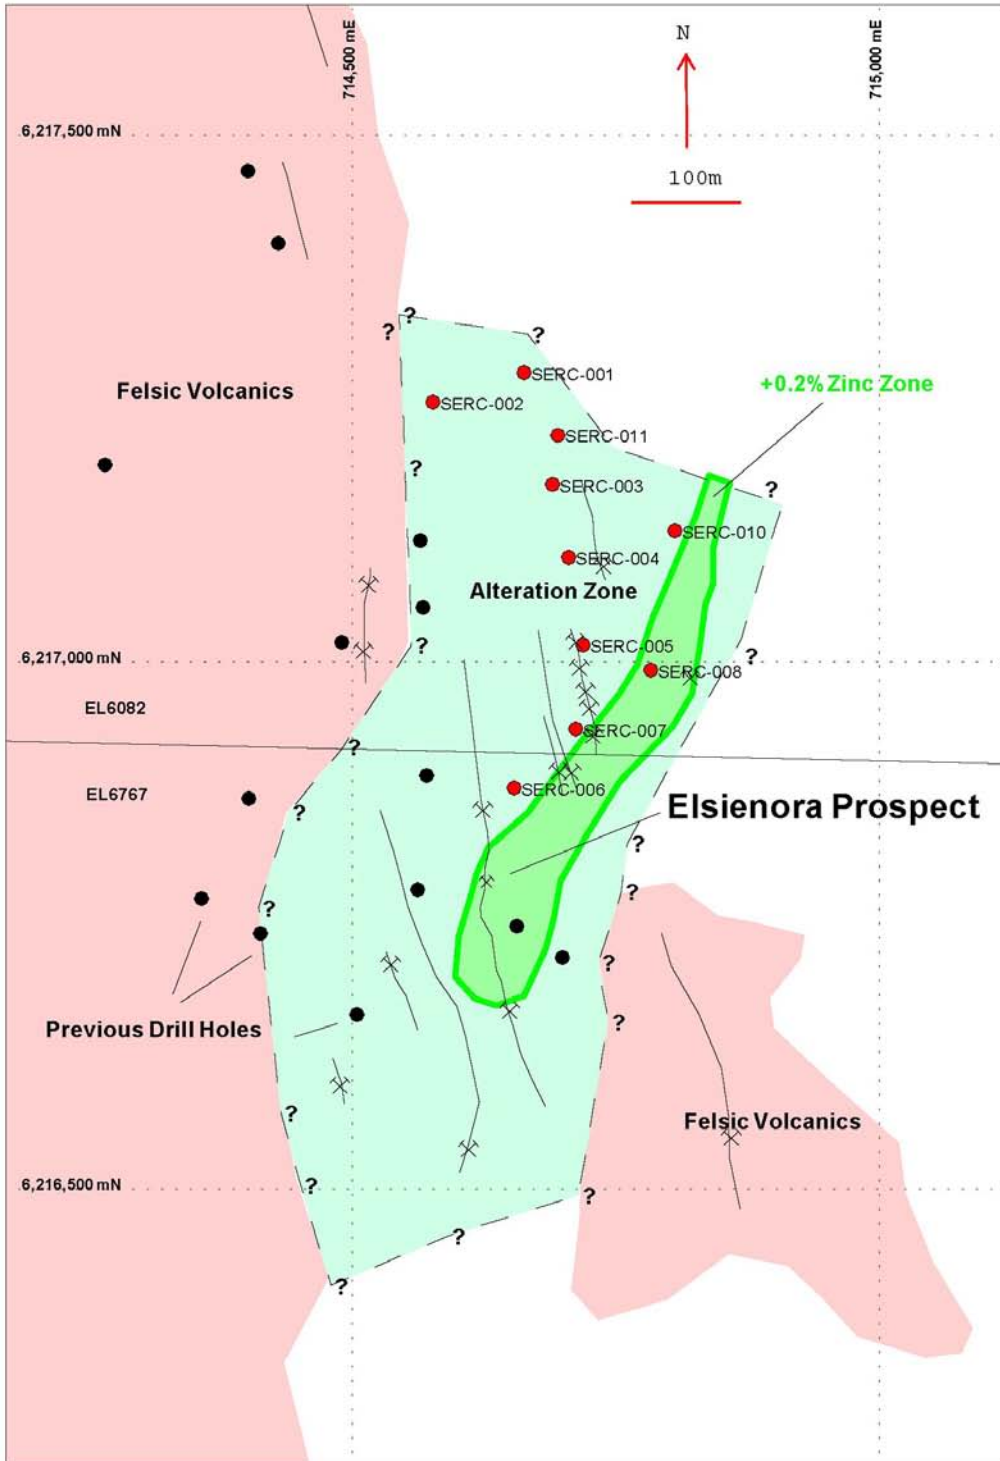 714,500 mE
715,000 mE
N
6,217,500 mN
100m
?
?
?
SERC-001
+0.2% Zinc Zone
Felsic Volcanics
SERC-002
SERC-011
?
SERC-003
?
SERC-010
SERC-004
Alteration Zone
?
SERC-005
?
6,217,000 mN
SERC-008
EL6082
SERC-007
?
EL6767
SERC-006
?
Elsienora Prospect
?
?
?
?
?
Previous Drill Holes
?
Felsic Volcanics
6,216,500 mN
?
?
?
?